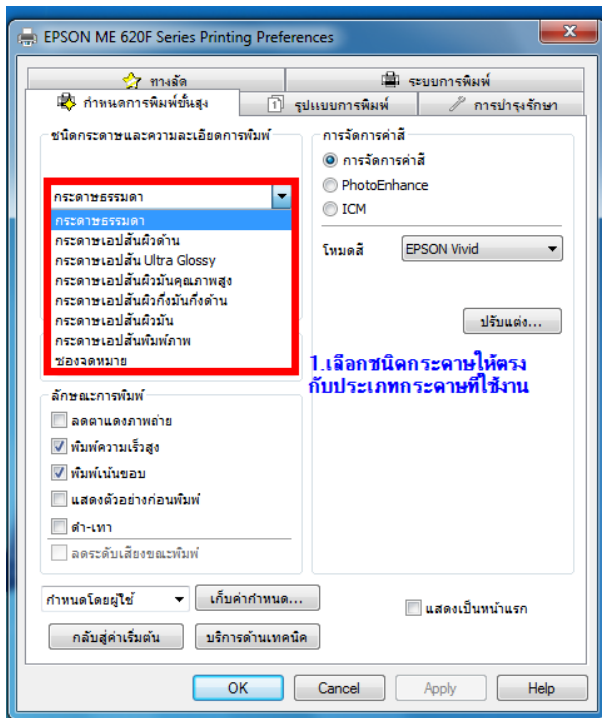 EPSON ME 620F Series Printing Preferences
ทางลัด
ระบบการพิมพ์
กำหนดการพิมพ์ขั้นสูง
รูปแบบการพิมพ์
การบำรุงรักษา
ชนิดกระดาษและความละเอียดการพิมพ์
กระดาษธรรมดา
กระดาษธรรมดา
กระดาษเอปสันผิวด้าน
กระดาษเอปสัน Ultra Glossy
กระดาษเอปสันผิวมันคุณภาพสูง
กระดาษเอปสันผิวกึ่งมันกึ่งด้าน
กระดาษเอปสันผิวมัน
กระดาษเอปสันพิมพ์ภาพ
ซองจดหมาย
การจัดการค่าสี
การจัดการค่าสี
PhotoEnhance
ICM
โหมดสี
EPSON Vivid
ปรับแต่ง...
1.เลือกชนิดกระดาษให้ตรง
กับประเภทกระดาษที่ใช้งาน
ลักษณะการพิมพ์
ลดตาแดงภาพถ่าย
พิมพ์ความเร็วสูง
พิมพ์เน้นขอบ
แสดงตัวอย่างก่อนพิมพ์
ดำ-เทา
ลดระดับเสียงขณะพิมพ์
กำหนดโดยผู้ใช้
เก็บค่ากำหนด...
แสดงเป็นหน้าแรก
กลับสู่ค่าเริ่มต้น
บริการด้านเทคนิค
OK
Cancel
Apply
Help